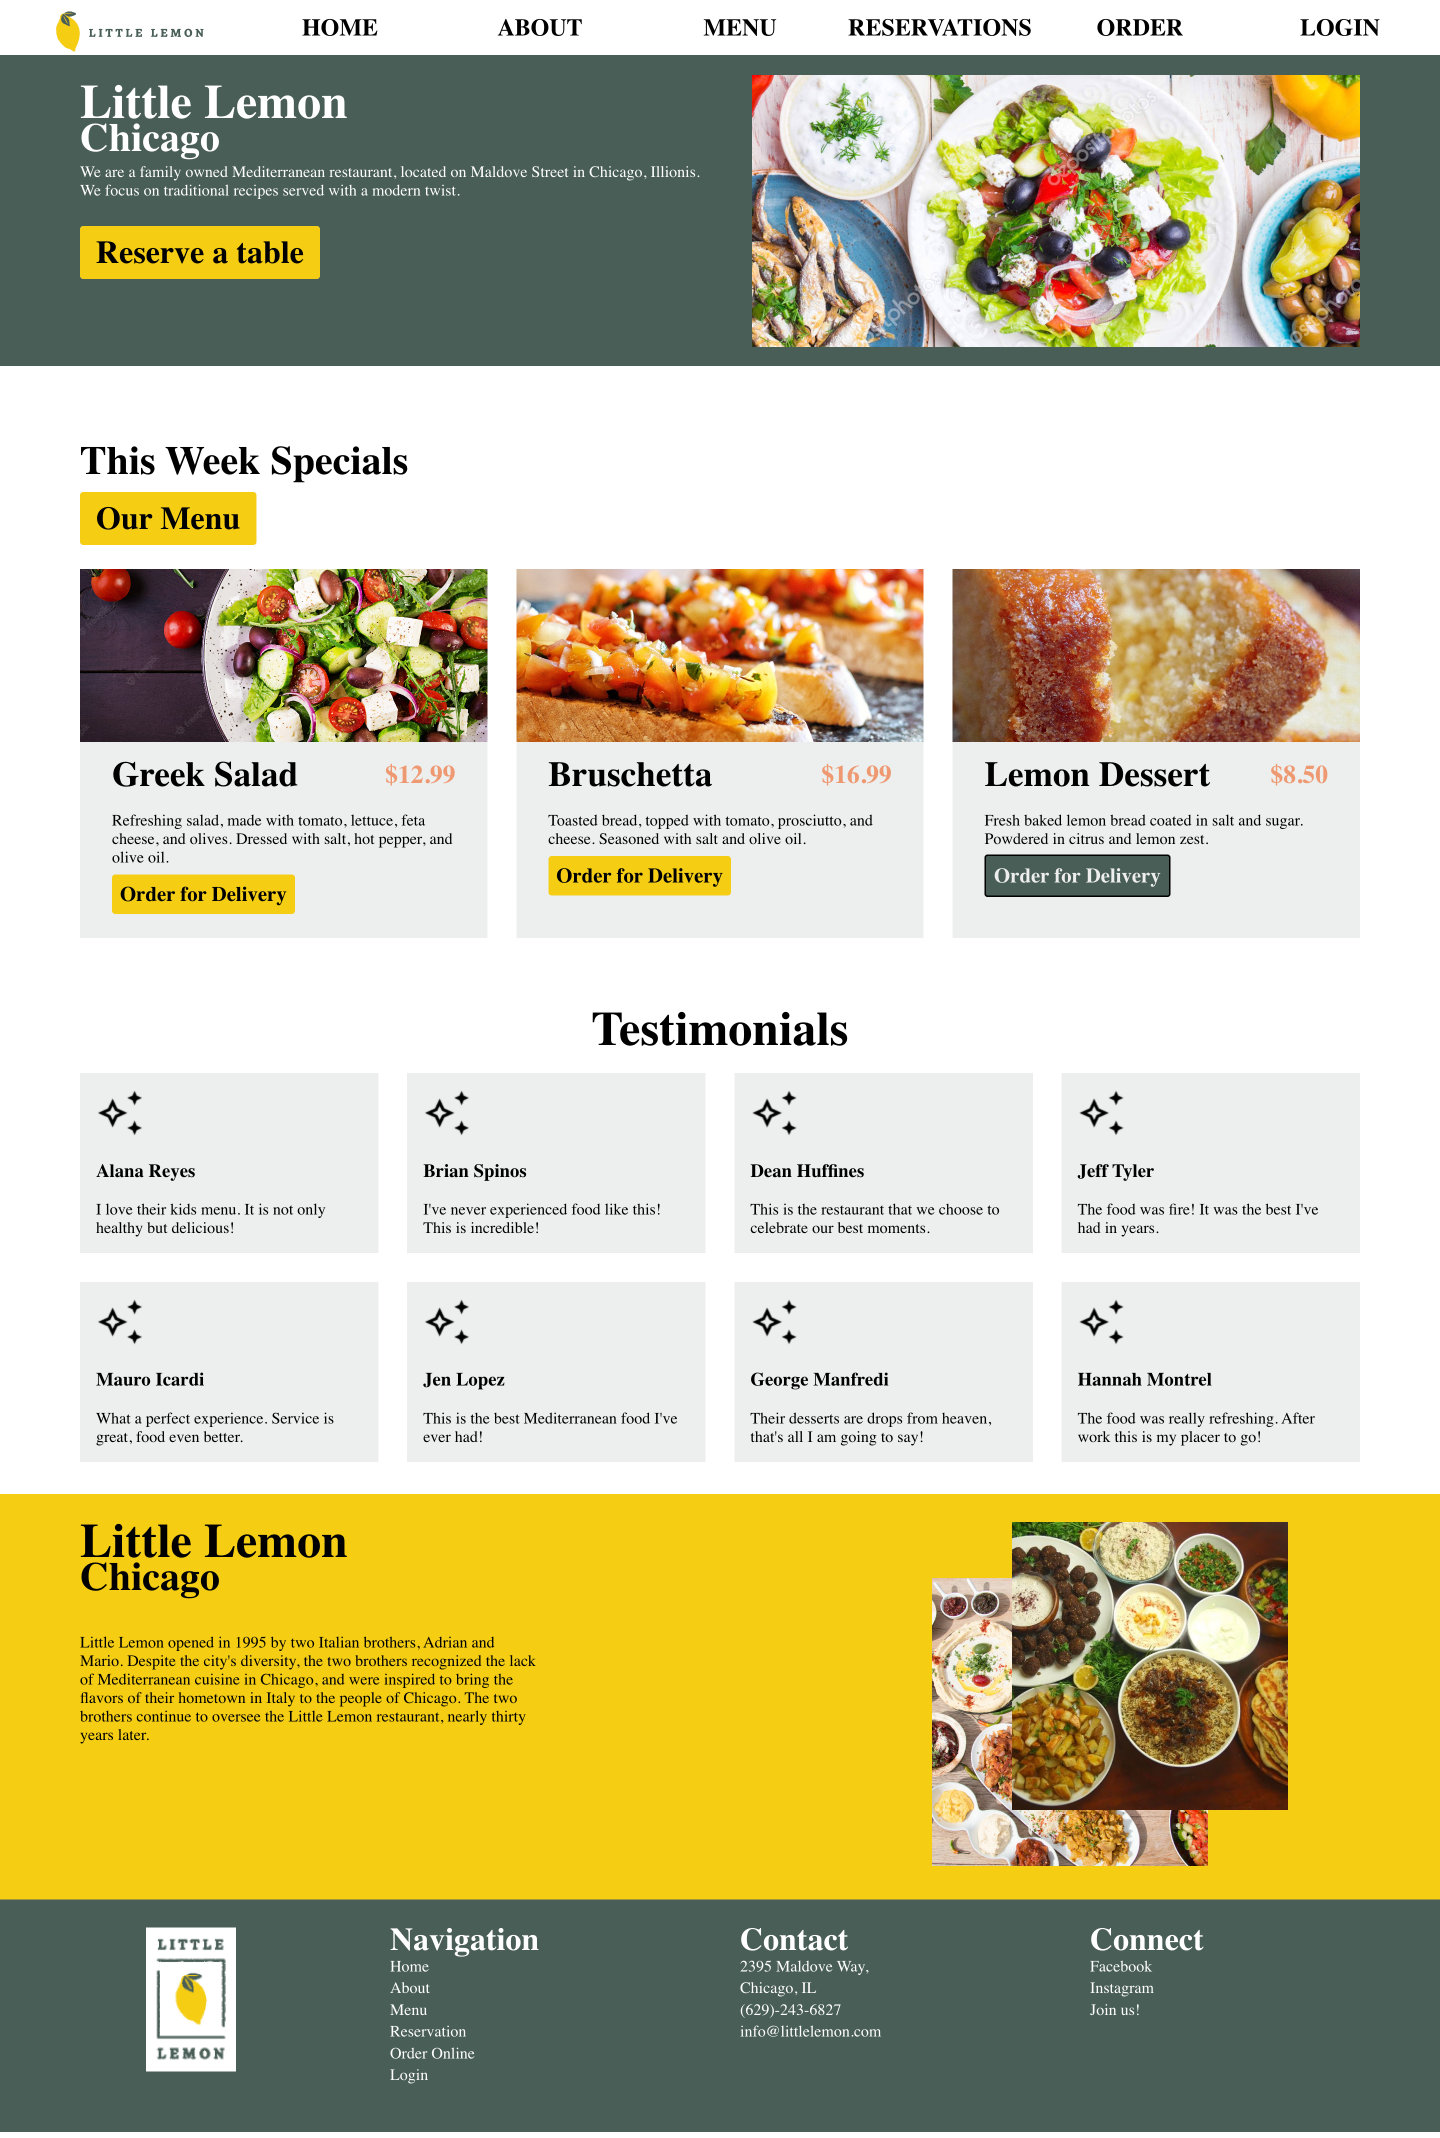 LITTLE LEMON
HOME
ABOUT
MENU
RESERVATIONS
ORDER
LOGIN
Little Lemon
Chicago
We are a family owned Mediterranean restaurant, located on Maldove Street in Chicago, Illionis.
We focus on traditional recipes served with a modern twist.
Reserve a table
This Week Specials
Our Menu
Greek Salad
$12.99
Refreshing salad, made with tomato, lettuce, feta
cheese, and olives. Dressed with salt, hot pepper, and
olive oil.
Order for Delivery
Bruschetta
$16.99
Toasted bread, topped with tomato, prosciutto, and
cheese. Seasoned with salt and olive oil.
Order for Delivery
Lemon Dessert
$8.50
Fresh baked lemon bread coated in salt and sugar.
Powdered in citrus and lemon zest.
Order for Delivery
Testimonials
Alana Reyes
I love their kids menu. It is not only
healthy but delicious!
Brian Spinos
I've never experienced food like this!
This is incredible!
Dean Huffines
This is the restaurant that we choose to
celebrate our best moments.
Jeff Tyler
The food was fire! It was the best I've
had in years.
Mauro Icardi
What a perfect experience. Service is
great, food even better.
Jen Lopez
This is the best Mediterranean food I've
ever had!
George Manfredi
Their desserts are drops from heaven,
that's all I am going to say!
Hannah Montrel
The food was really refreshing. After
work this is my placer to go!
Little Lemon
Chicago
Little Lemon opened in 1995 by two Italian brothers, Adrian and
Mario. Despite the city's diversity, the two brothers recognized the lack
of Mediterranean cuisine in Chicago, and were inspired to bring the
flavors of their hometown in Italy to the people of Chicago. The two
brothers continue to oversee the Little Lemon restaurant, nearly thirty
years later.
LITTLE
LEMON
Navigation
Home
About
Menu
Reservation
Order Online
Login
Contact
2395 Maldove Way,
Chicago, IL
(629)-243-6827
info@littlelemon.com
Connect
Facebook
Instagram
Join us!